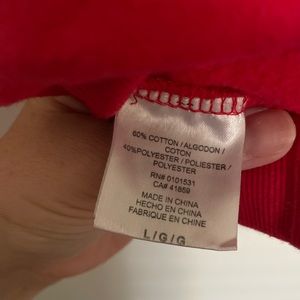 60% COTTON / ALGODON /
COTON
40%POLYESTER / POLIESTER /
POLYESTER
RN# 0101531
CA# 41859
MADE IN CHINA
HECHO EN CHINA
FABRIQUE EN CHINE
L/G/G